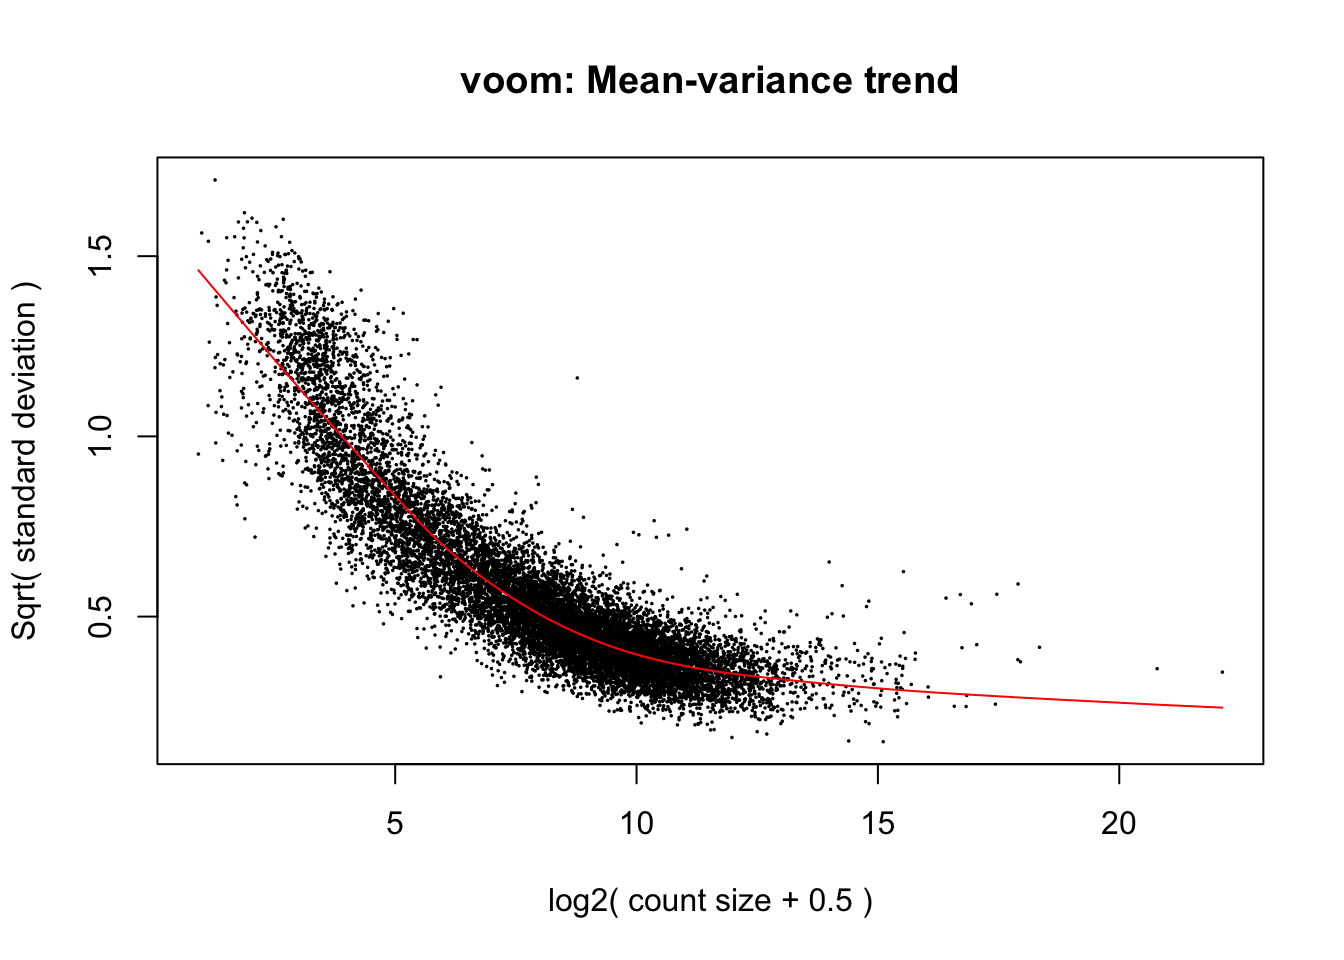 voom: Mean-variance trend
Sqrt( standard deviation )
1.5
1.0
0.5
5 10 15 20
log2( count size + 0.5 )